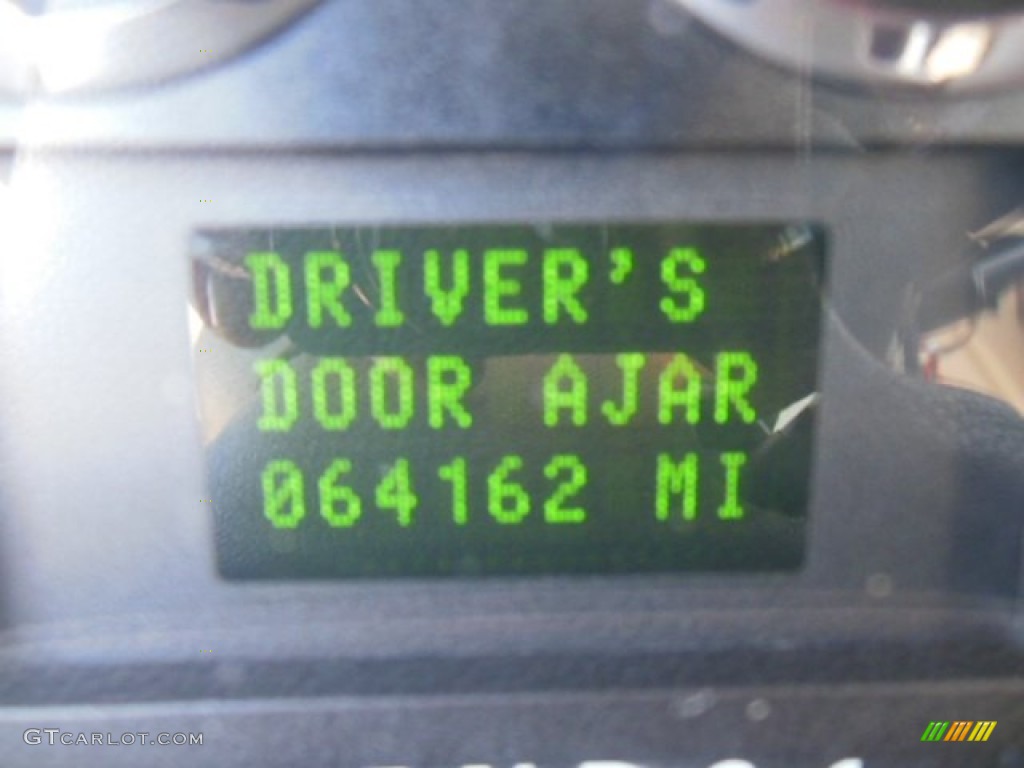 DRIVER'S
DOOR AJAR
064162 MI
GTCARLOT.COM